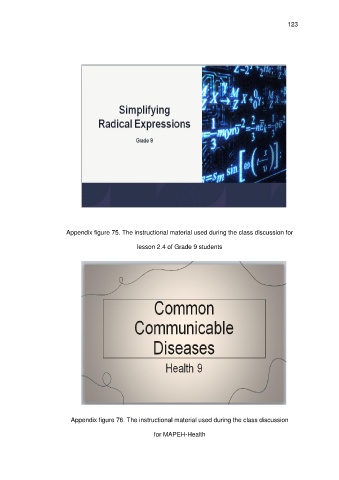 123
Simplifying
Radical Expressions
Grade 9
Appendix figure 75. The instructional material used during the class discussion for
lesson 2.4 of Grade 9 students
Common
Communicable
Diseases
Health 9
Appendix figure 76. The instructional material used during the class discussion
for MAPEH-Health